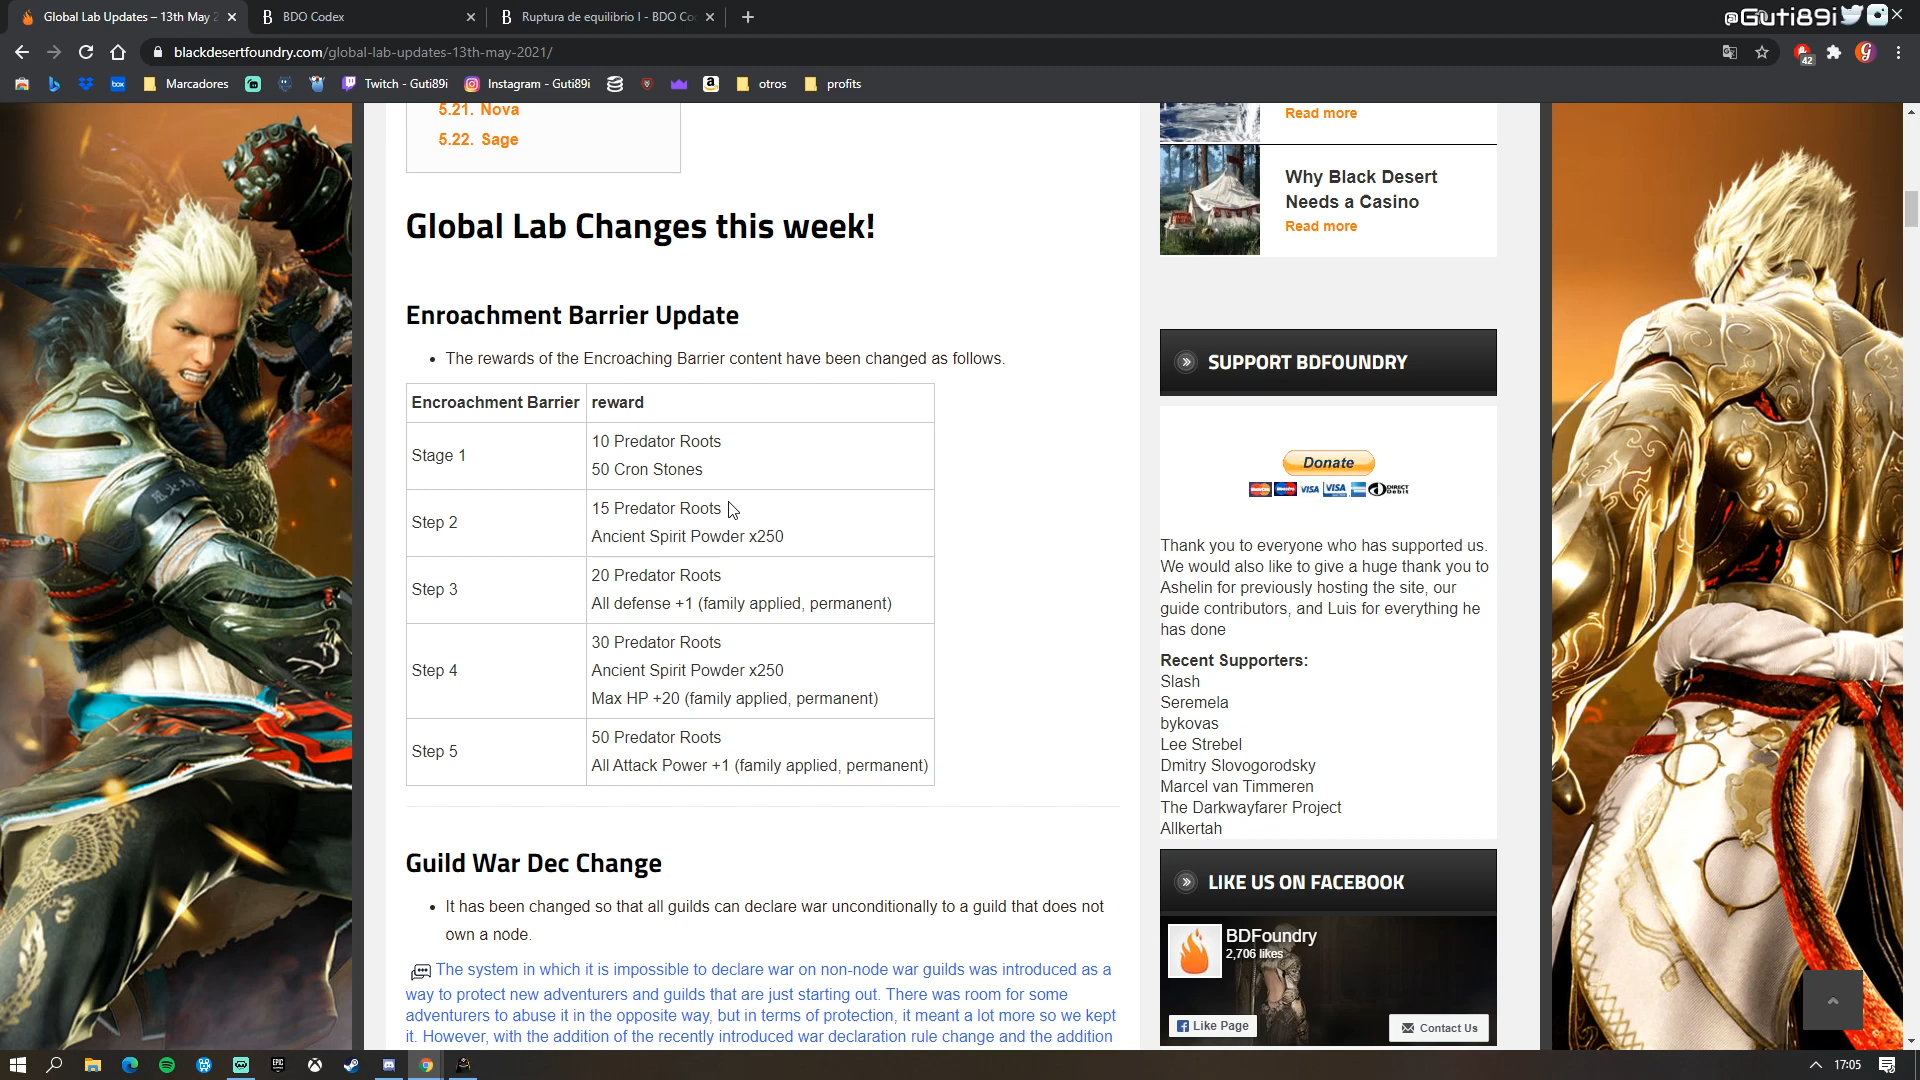 Global Lab Updates – 13th May 2
BDO Codex
Ruptura de equilibrio I - BDO Co
@Guti89i
blackdesertfoundry.com/global-lab-updates-13th-may-2021/
42
box
Marcadores
Twitch - Guti89i
Instagram - Guti89i
otros
profits
5.21. Nova
5.22. Sage
Global Lab Changes this week!
Enroachment Barrier Update
• The rewards of the Encroaching Barrier content have been changed as follows.
Encroachment Barrier reward
Stage 1
10 Predator Roots
50 Cron Stones
Step 2
15 Predator Roots
Ancient Spirit Powder x250
Step 3
20 Predator Roots
All defense +1 (family applied, permanent)
Step 4
30 Predator Roots
Ancient Spirit Powder x250
Max HP +20 (family applied, permanent)
Step 5
50 Predator Roots
All Attack Power +1 (family applied, permanent)
Guild War Dec Change
• It has been changed so that all guilds can declare war unconditionally to a guild that does not
own a node.
The system in which it is impossible to declare war on non-node war guilds was introduced as a
way to protect new adventurers and guilds that are just starting out. There was room for some
adventurers to abuse it in the opposite way, but in terms of protection, it meant a lot more so we kept
it. However, with the addition of the recently introduced war declaration rule change and the addition
Read more
Why Black Desert
Needs a Casino
Read more
SUPPORT BDFOUNDRY
Donate
VISA
VISA
DIRECT
Debit
Thank you to everyone who has supported us.
We would also like to give a huge thank you to
Ashelin for previously hosting the site, our
guide contributors, and Luis for everything he
has done
Recent Supporters:
Slash
Seremela
bykovas
Lee Strebel
Dmitry Slovogorodsky
Marcel van Timmeren
The Darkwayfarer Project
Allkertah
LIKE US ON FACEBOOK
BDFoundry
2,706 likes
Like Page
Contact Us
EPIC
17:05